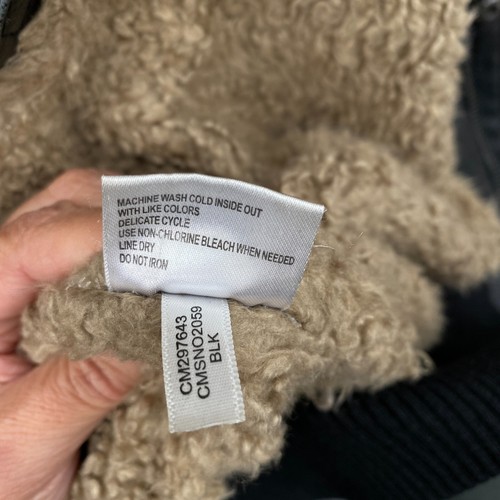 MACHINE WASH COLD INSIDE OUT
WITH LIKE COLORS
DELICATE CYCLE
USE NON-CHLORINE BLEACH WHEN NEEDED
LINE DRY
DO NOT IRON
CM297643
CMSNO2059
BLK